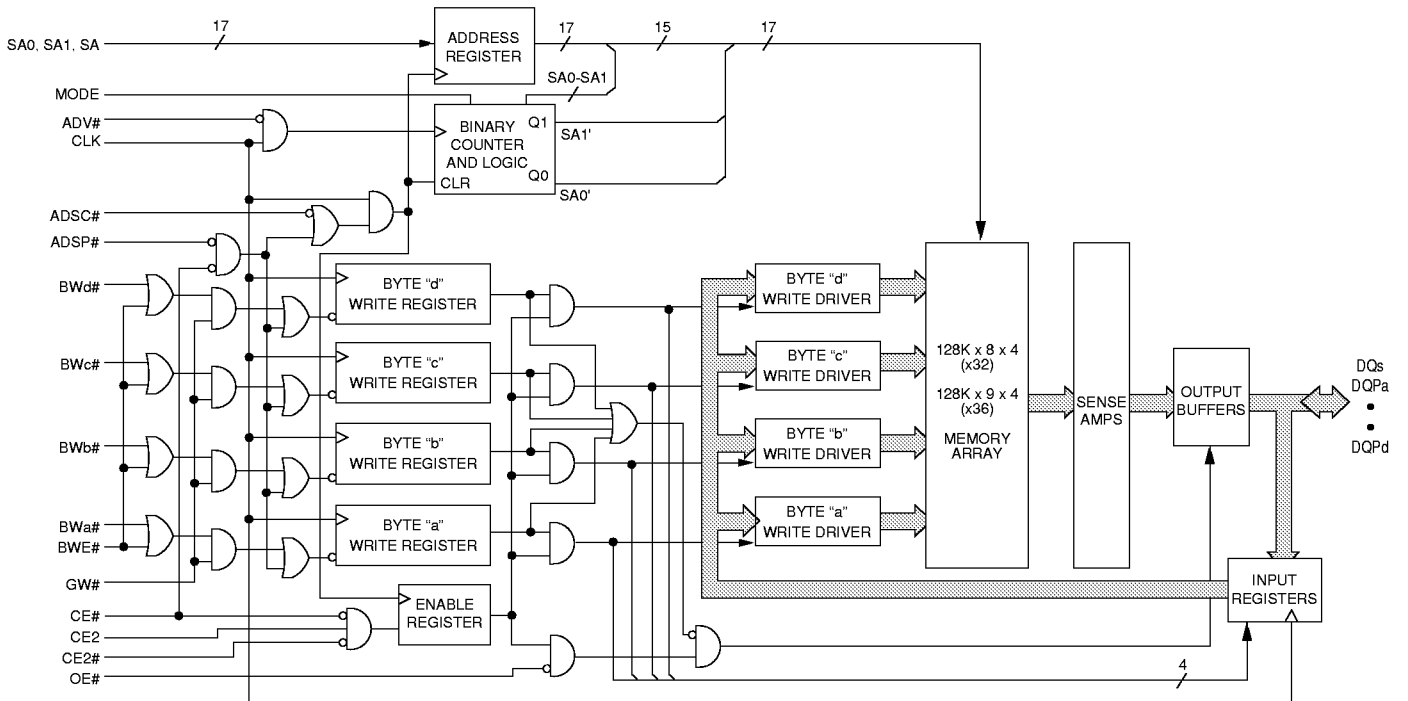 SA0, SA1, SA
17
ADDRESS
REGISTER
17
15
17
SA0-SA1
MODE
ADV#
CLK
BINARY
COUNTER
AND LOGIC
Q1
SA1'
Q0
SA0'
CLR
ADSC#
ADSP#
BWd#
BYTE "d"
WRITE REGISTER
BYTE "d"
WRITE DRIVER
BWc#
BYTE "c"
WRITE REGISTER
BYTE "c"
WRITE DRIVER
128K x 8 x 4
(x32)
128K x 9 x 4
(x36)
MEMORY
ARRAY
SENSE
AMPS
OUTPUT
BUFFERS
DQs
DQPa
•
•
DQPd
BWb#
BYTE "b"
WRITE REGISTER
BYTE "b"
WRITE DRIVER
BWa#
BWE#
BYTE "a"
WRITE REGISTER
BYTE "a"
WRITE DRIVER
GW#
CE#
CE2
CE2#
OE#
ENABLE
REGISTER
INPUT
REGISTERS
4